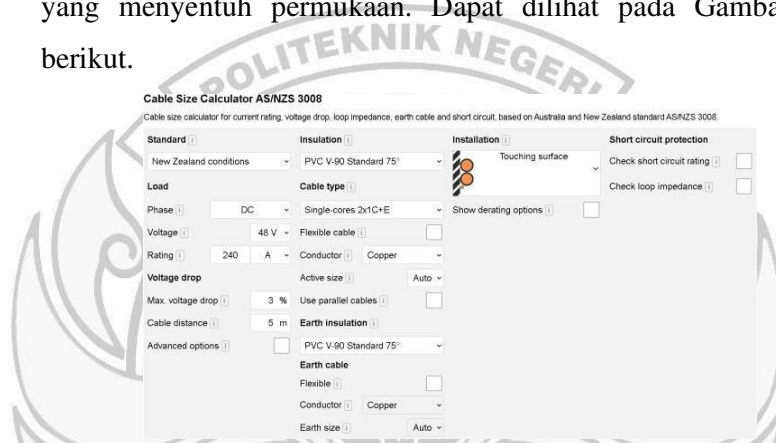 yang menyentuh permukaan. Dapat dilihat pada Gamba
berikut.
POLITEKNIK NEGERI
Cable Size Calculator AS/NZS 3008
Cable size calculator for current rating, voltage drop, loop impedance, earth cable and short circuit, based on Australia and New Zealand standard AS/NZS 3008.
Standard
New Zealand conditions
Load
Phase DC
Voltage 48 V
Rating 240 A
Voltage drop
Max. voltage drop 3 %
Cable distance 5 m
Advanced options
Insulation
PVC V-90 Standard 75°
Cable type
Single-cores 2x1C+E
Flexible cable
Conductor Copper
Active size Auto
Use parallel cables
Earth insulation
PVC V-90 Standard 75°
Earth cable
Flexible
Conductor Copper
Earth size Auto
Installation
Touching surface
Show derating options
Short circuit protection
Check short circuit rating
Check loop impedance